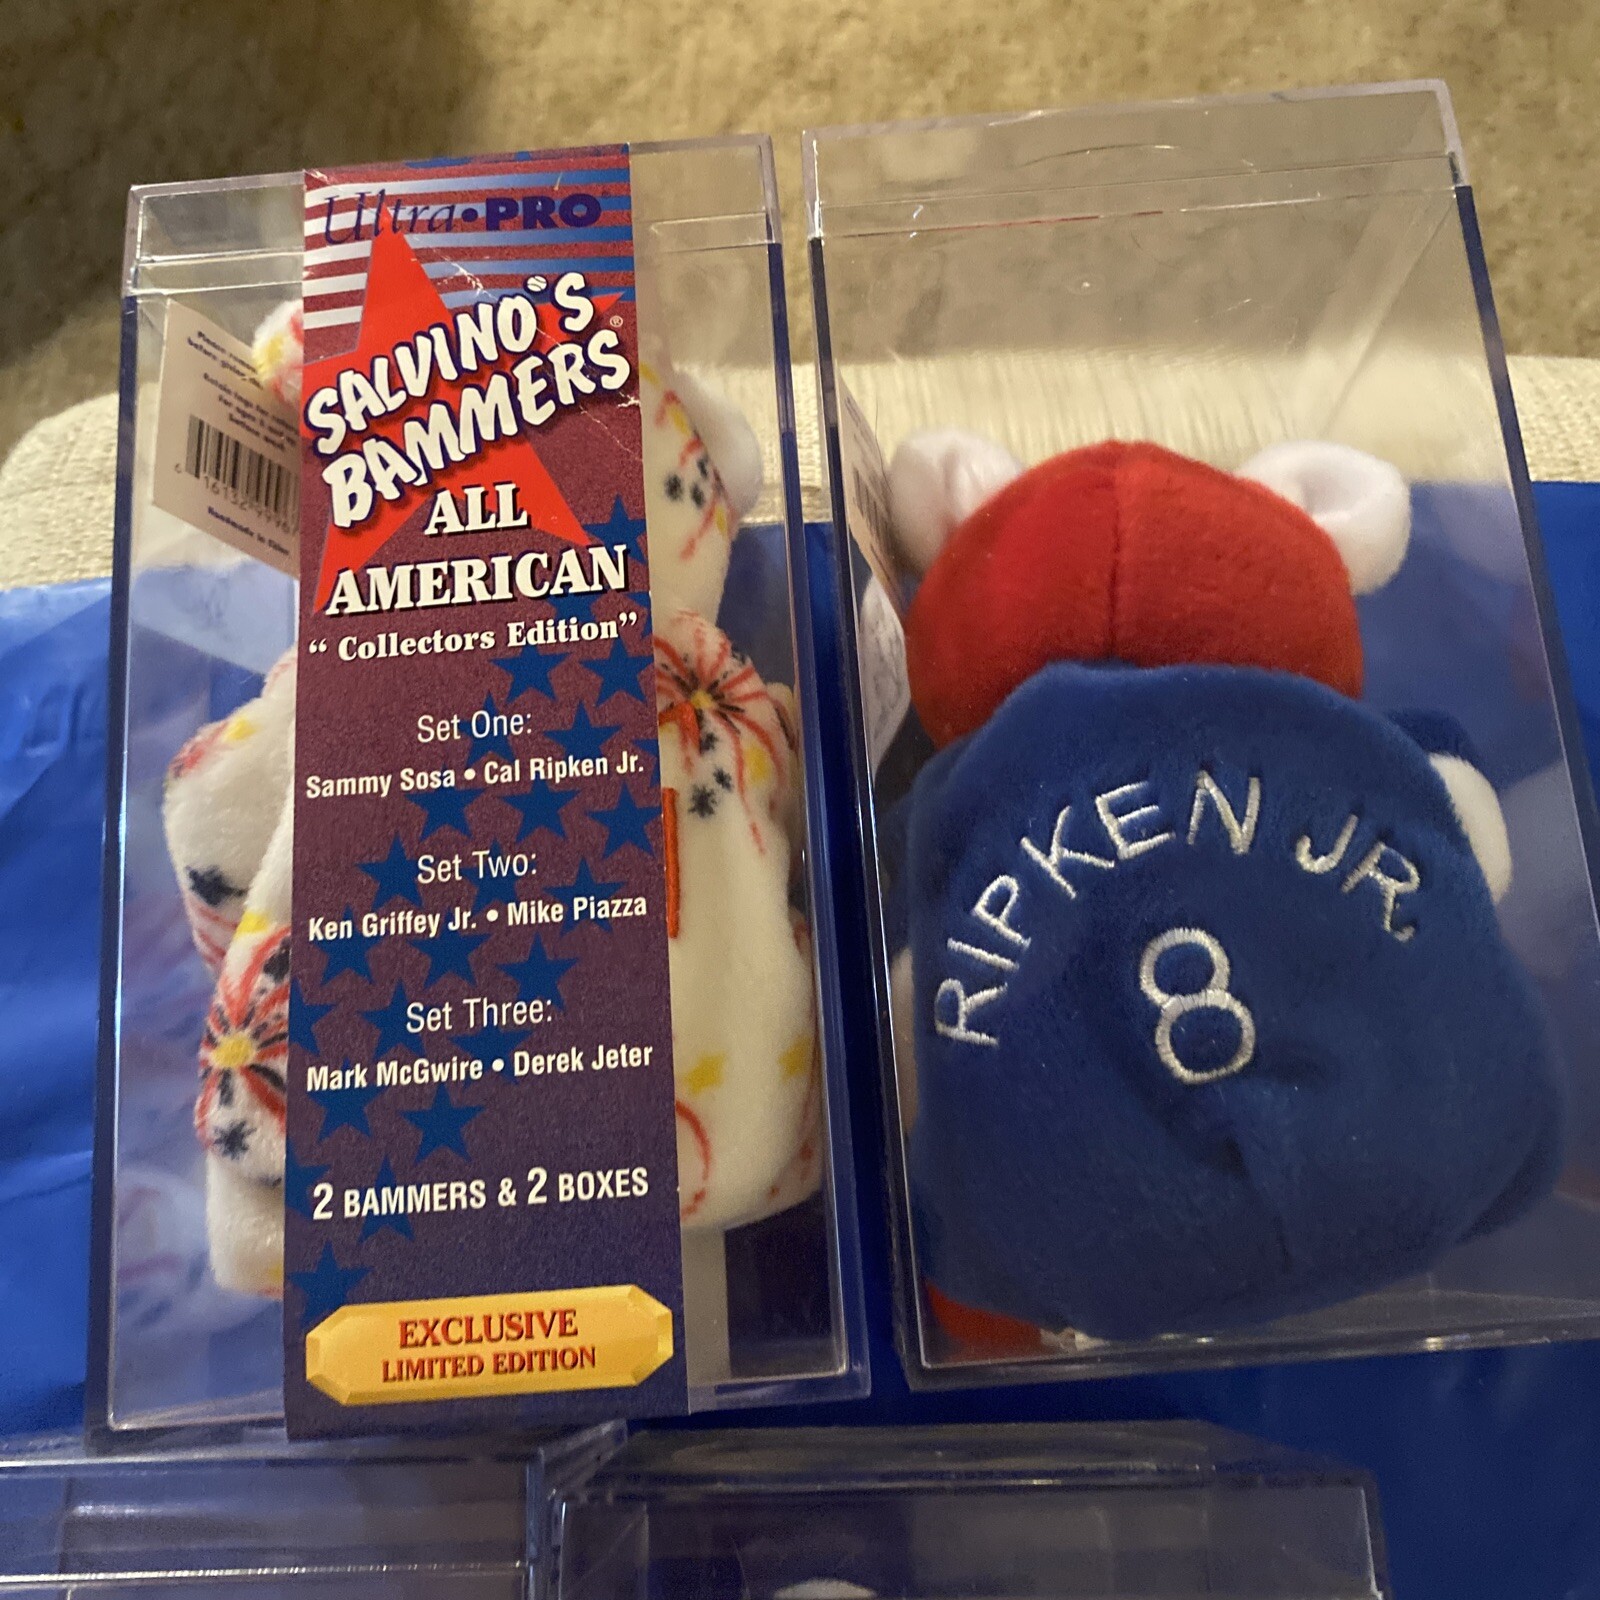 Ultra•PRO
SALVINO'S
BAMMERS®
ALL
AMERICAN
“ Collectors Edition”
Set One:
Sammy Sosa • Cal Ripken Jr.
Set Two:
Ken Griffey Jr. • Mike Piazza
Set Three:
Mark McGwire • Derek Jeter
2 BAMMERS & 2 BOXES
EXCLUSIVE
LIMITED EDITION
Please
RIPKEN JR.
8